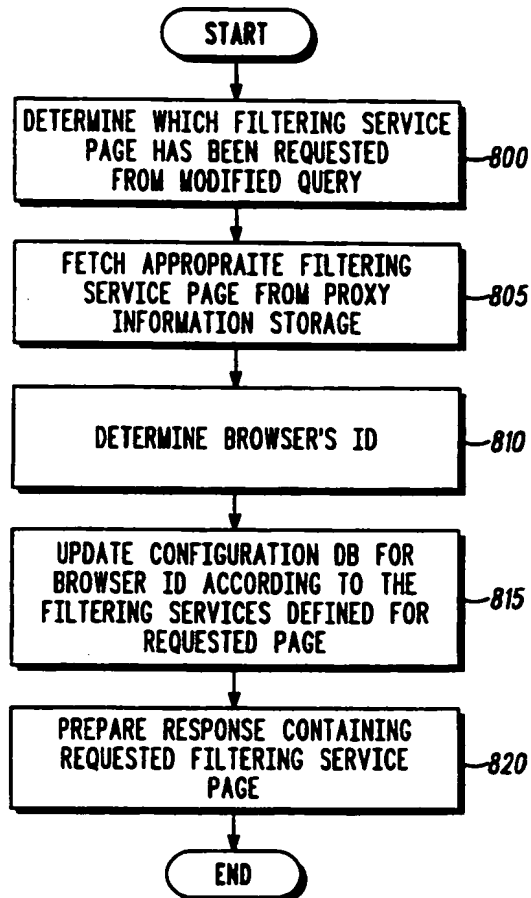 START
DETERMINE WHICH FILTERING SERVICE
PAGE HAS BEEN REQUESTED
FROM MODIFIED QUERY
800
FETCH APPROPRAITE FILTERING
SERVICE PAGE FROM PROXY
INFORMATION STORAGE
805
DETERMINE BROWSER'S ID
810
UPDATE CONFIGURATION DB FOR
BROWSER ID ACCORDING TO THE
FILTERING SERVICES DEFINED FOR
REQUESTED PAGE
815
PREPARE RESPONSE CONTAINING
REQUESTED FILTERING SERVICE
PAGE
820
END